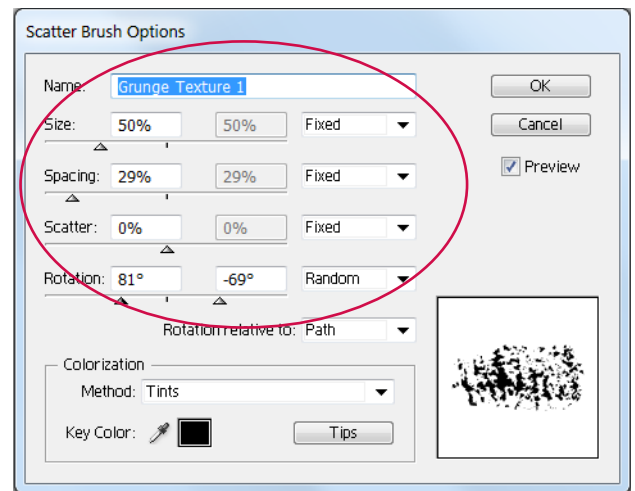 Scatter Brush Options
Name: Grunge Texture 1 OK
Size: 50% 50% Fixed Cancel
Preview
Spacing: 29% 29% Fixed
Scatter: 0% 0% Fixed
Rotation: 81° -69° Random
Rotation relative to: Path
Colorization
Method: Tints
Key Color: Tips